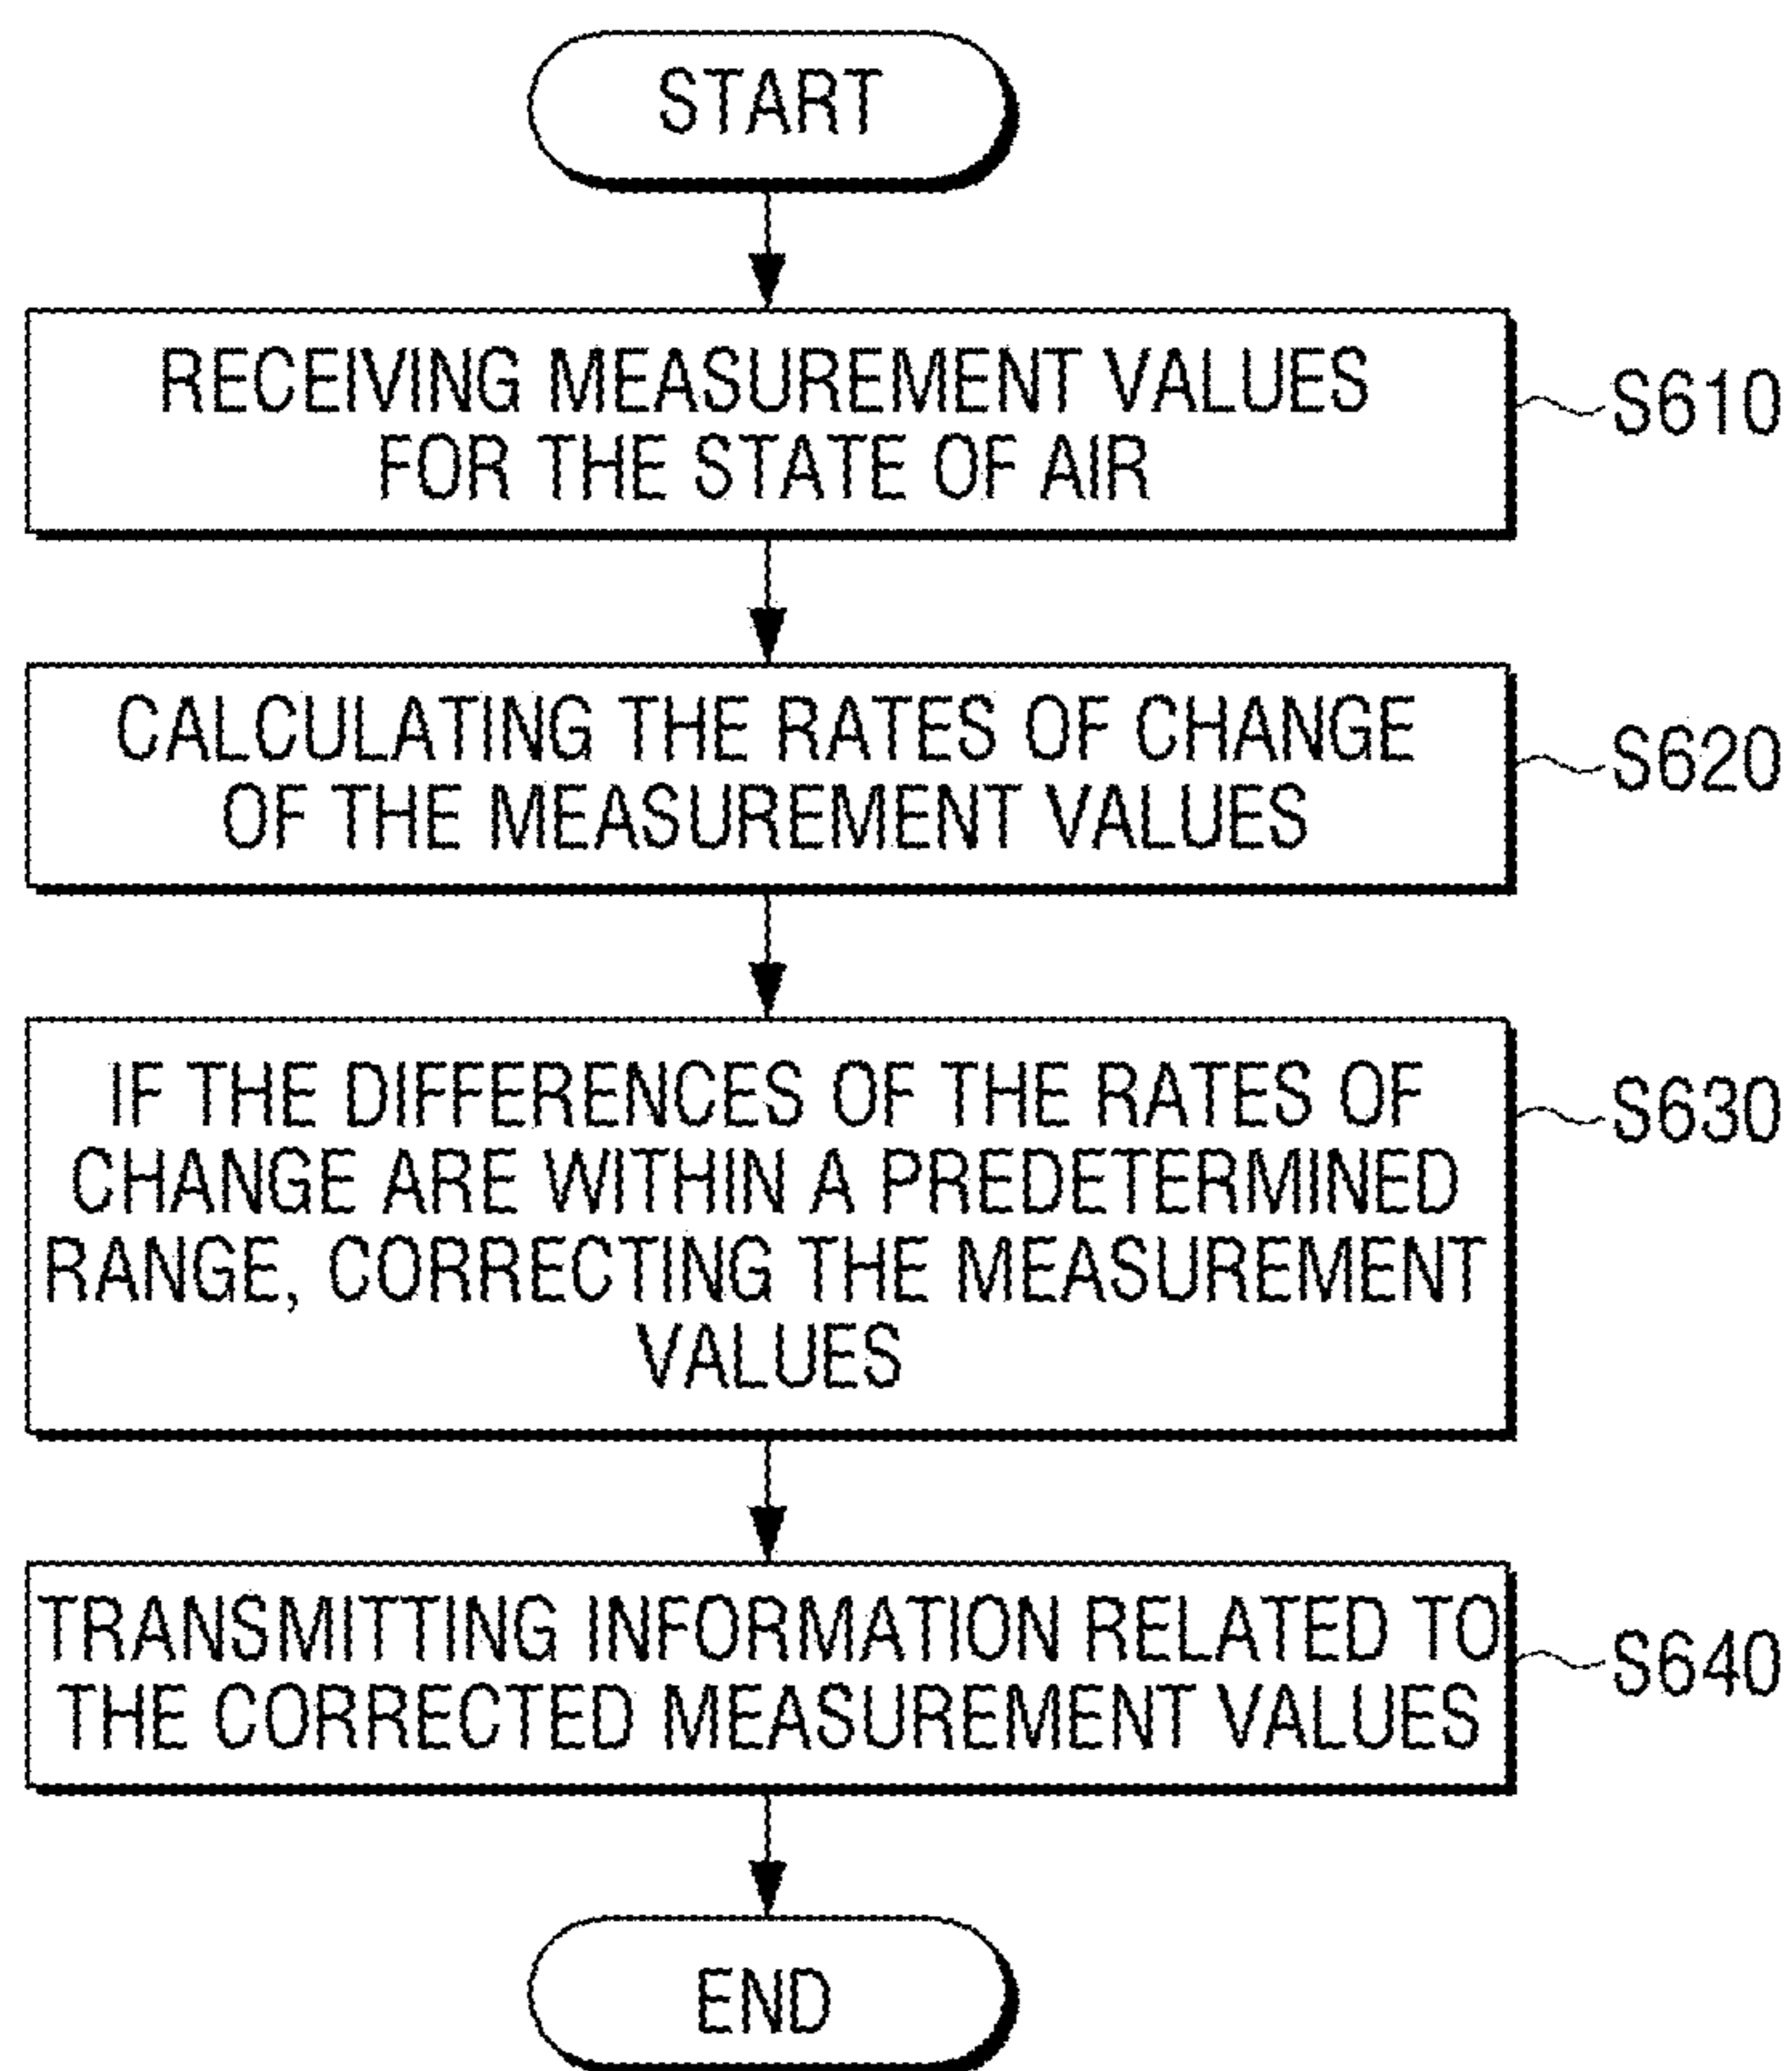 START
RECEIVING MEASUREMENT VALUES
FOR THE STATE OF AIR
S610
CALCULATING THE RATES OF CHANGE
OF THE MEASUREMENT VALUES
S620
IF THE DIFFERENCES OF THE RATES OF
CHANGE ARE WITHIN A PREDETERMINED
RANGE, CORRECTING THE MEASUREMENT
VALUES
S630
TRANSMITTING INFORMATION RELATED TO
THE CORRECTED MEASUREMENT VALUES
S640
END